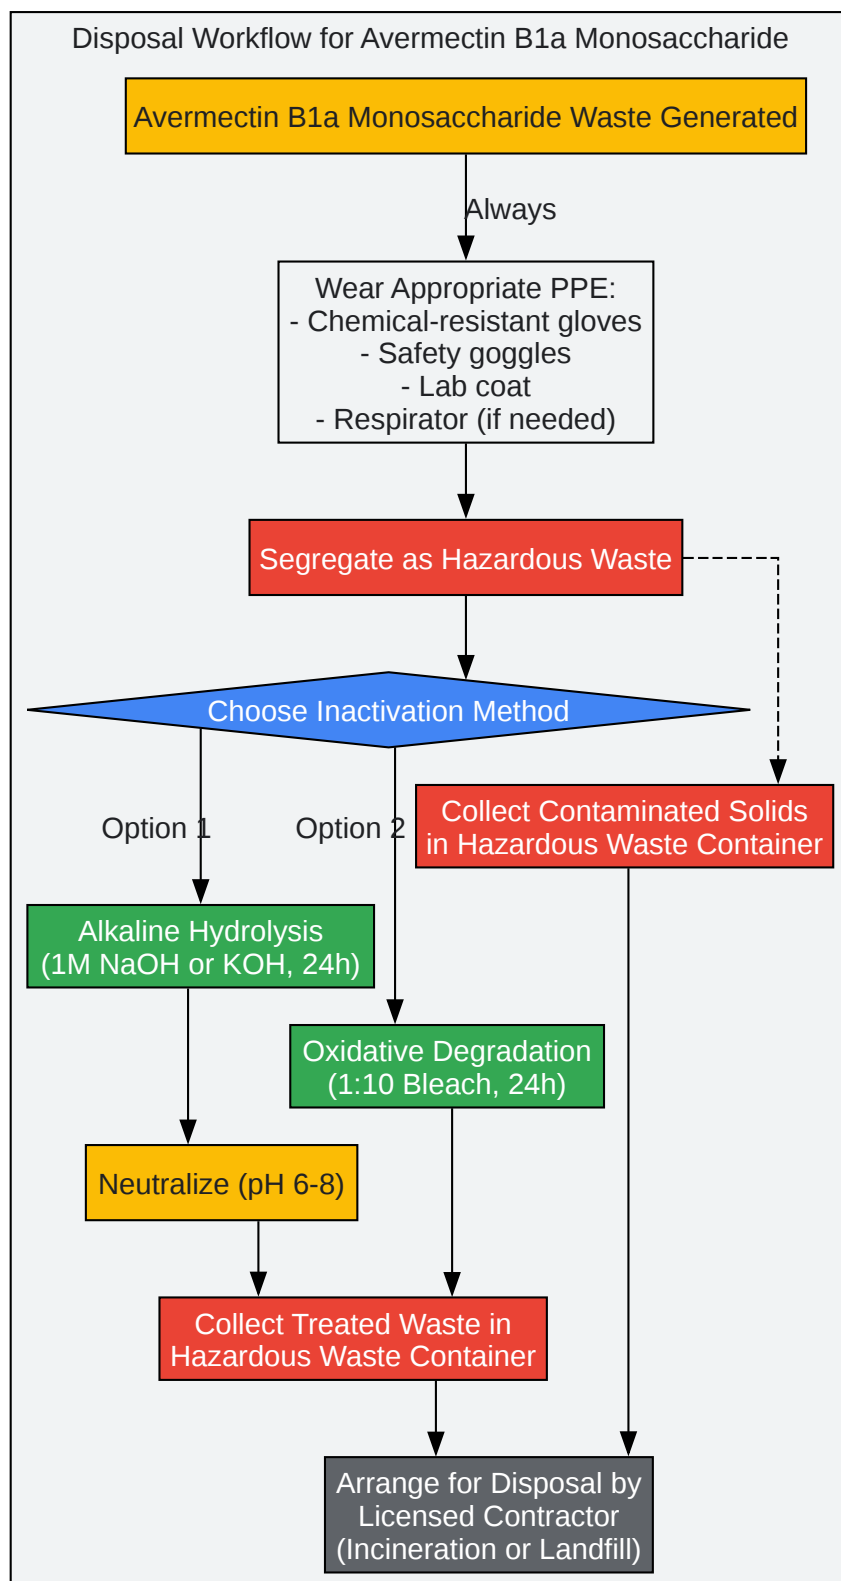 Disposal Workflow for Avermectin B1a Monosaccharide
Avermectin B1a Monosaccharide Waste Generated
Always
Wear Appropriate PPE:
- Chemical-resistant gloves
- Safety goggles
- Lab coat
- Respirator (if needed)
Segregate as Hazardous Waste
Choose Inactivation Method
Collect Contaminated Solids
in Hazardous Waste Container
Option 1
Option 2
Alkaline Hydrolysis
(1M NaOH or KOH, 24h)
Oxidative Degradation
(1:10 Bleach, 24h)
Neutralize (pH 6-8)
Collect Treated Waste in
Hazardous Waste Container
Arrange for Disposal by
Licensed Contractor
(Incineration or Landfill)